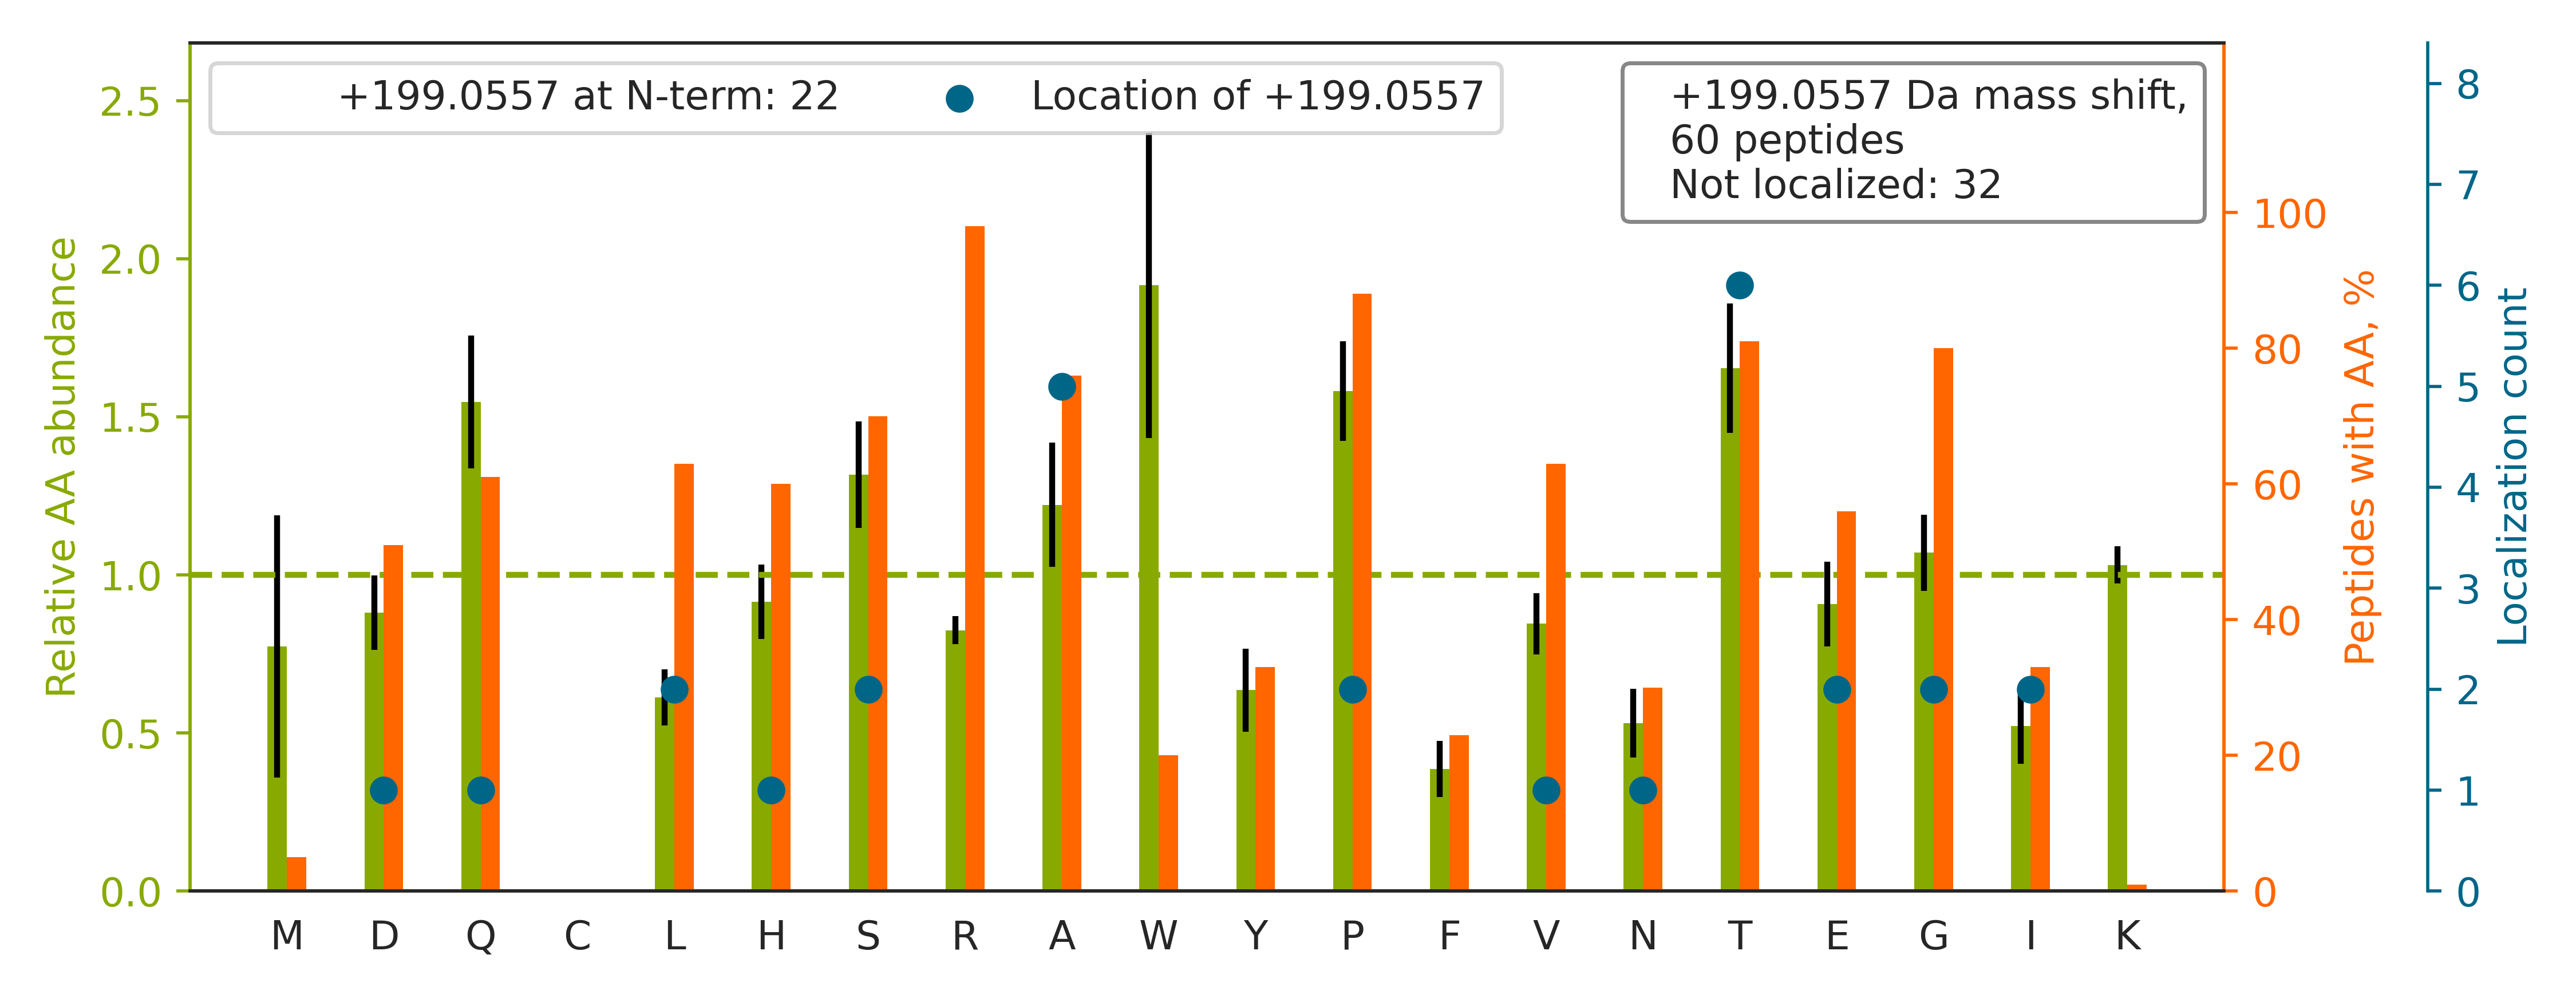 +199.0557 at N-term: 22
Location of +199.0557
+199.0557 Da mass shift,
60 peptides
Not localized: 32
Relative AA abundance
2.5
2.0
1.5
1.0
0.5
0.0
M D Q C L H S R A W Y P F V N T E G I K
100
80
60
40
20
0
Peptides with AA, %
8
7
6
5
4
3
2
1
0
Localization count